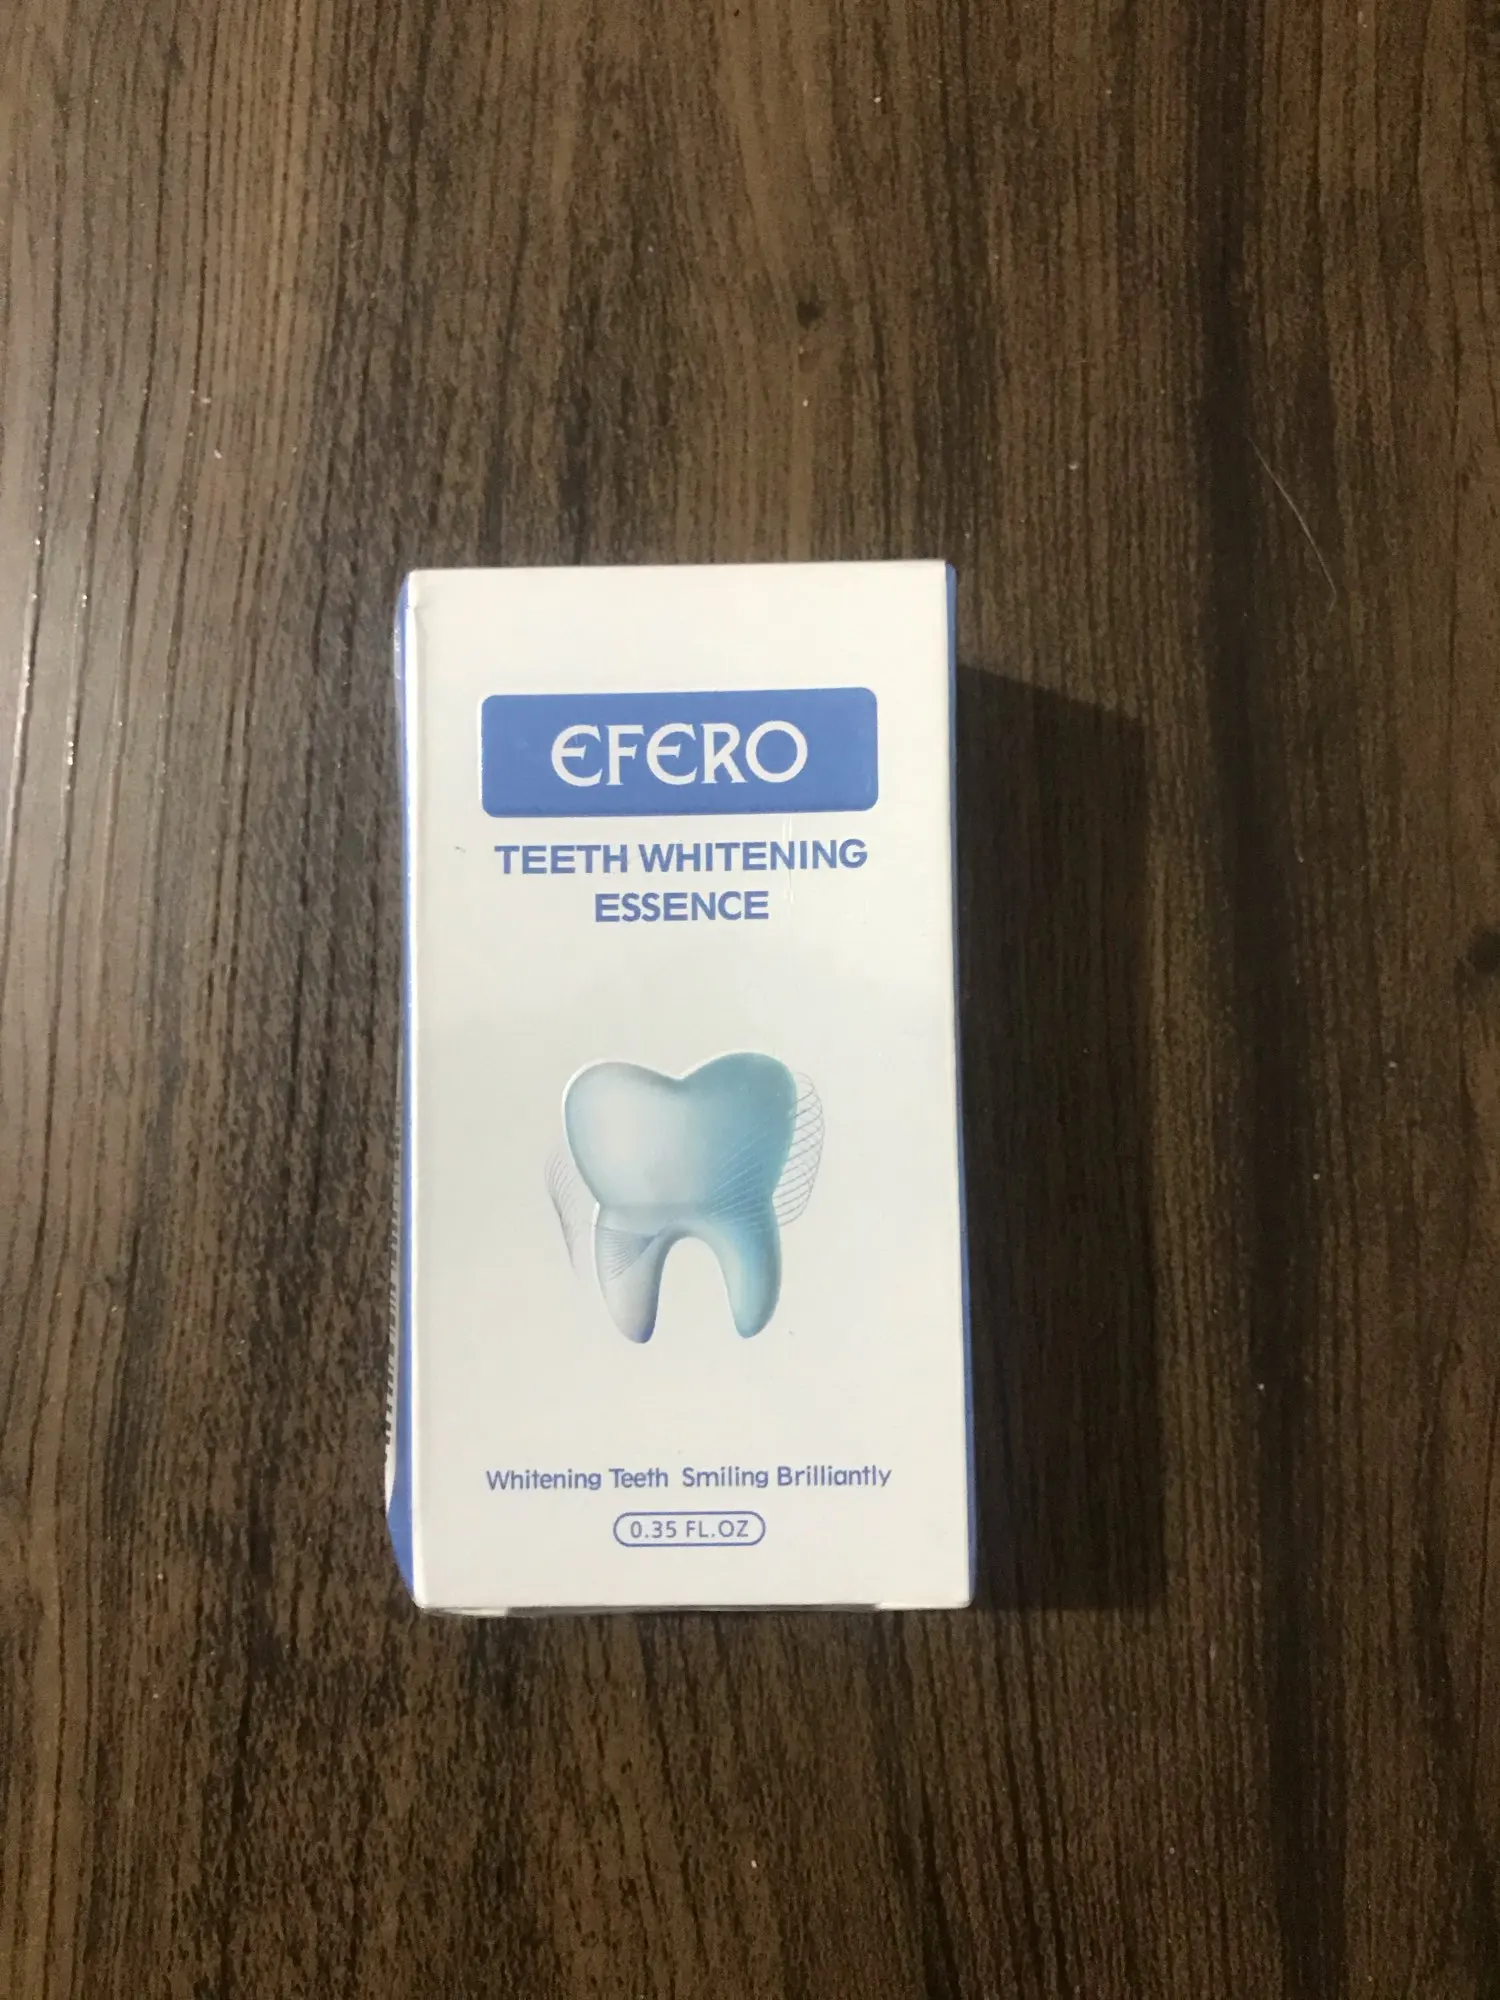 EFERO
TEETH WHITENING
ESSENCE
Whitening Teeth Smiling Brilliantly
0.35 FL.OZ